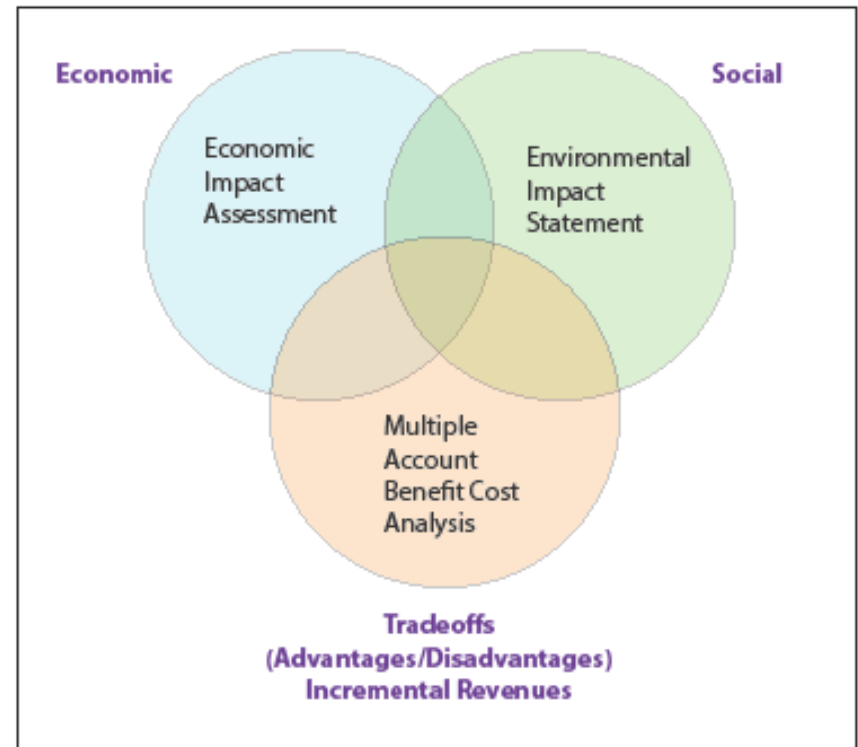 Economic
Social
Economic
Impact
Assessment
Environmental
Impact
Statement
Multiple
Account
Benefit Cost
Analysis
Tradeoffs
(Advantages/Disadvantages)
Incremental Revenues